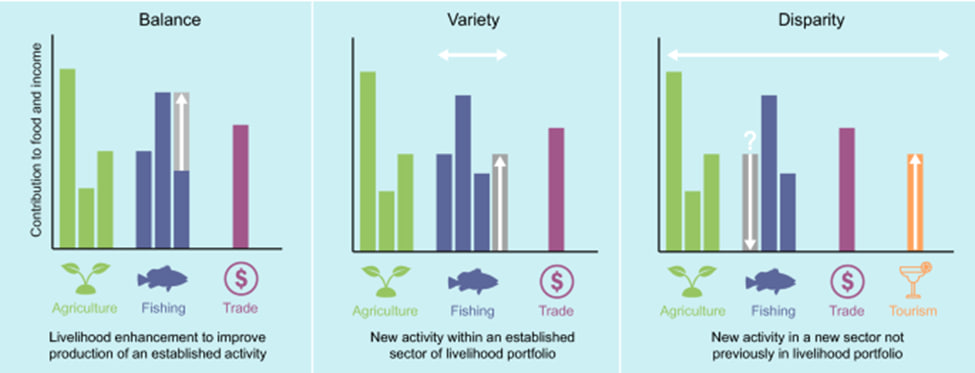 Balance
Variety
Disparity
Contribution to food and income
?
$
$
$
Agriculture
Fishing
Trade
Agriculture
Fishing
Trade
Agriculture
Fishing
Trade
Tourism
Livelihood enhancement to improve
production of an established activity
New activity within an established
sector of livelihood portfolio
New activity in a new sector not
previously in livelihood portfolio